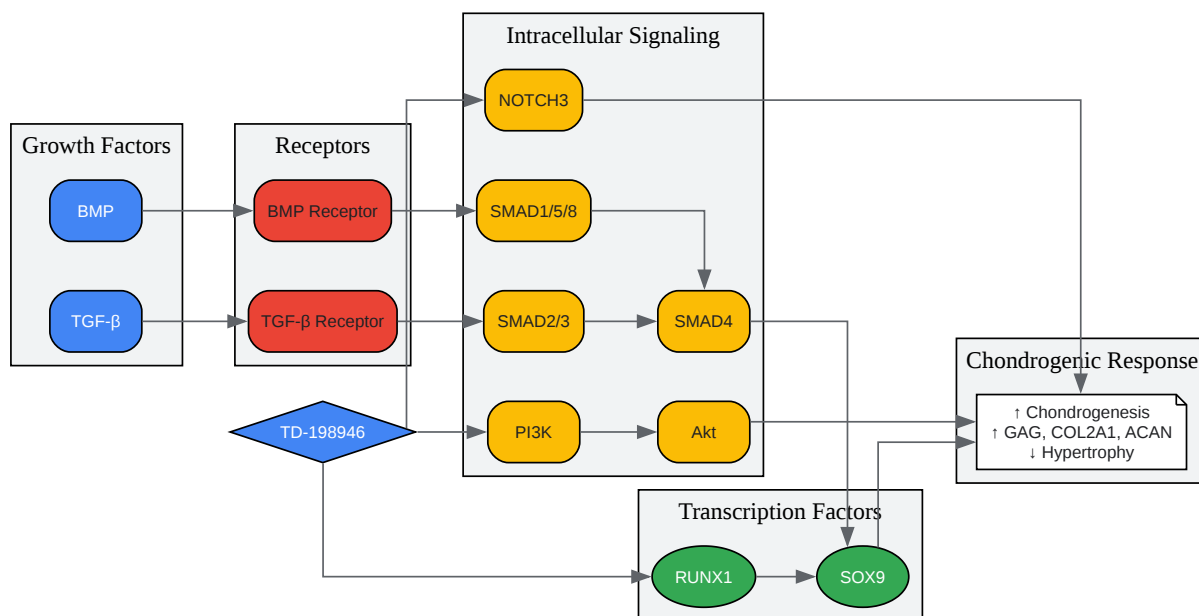 Intracellular Signaling
NOTCH3
Growth Factors
Receptors
BMP
BMP Receptor
SMAD1/5/8
TGF-β
TGF-β Receptor
SMAD2/3
SMAD4
Chondrogenic Response
↑ Chondrogenesis
↑ GAG, COL2A1, ACAN
↓ Hypertrophy
TD-198946
PI3K
Akt
Transcription Factors
RUNX1
SOX9